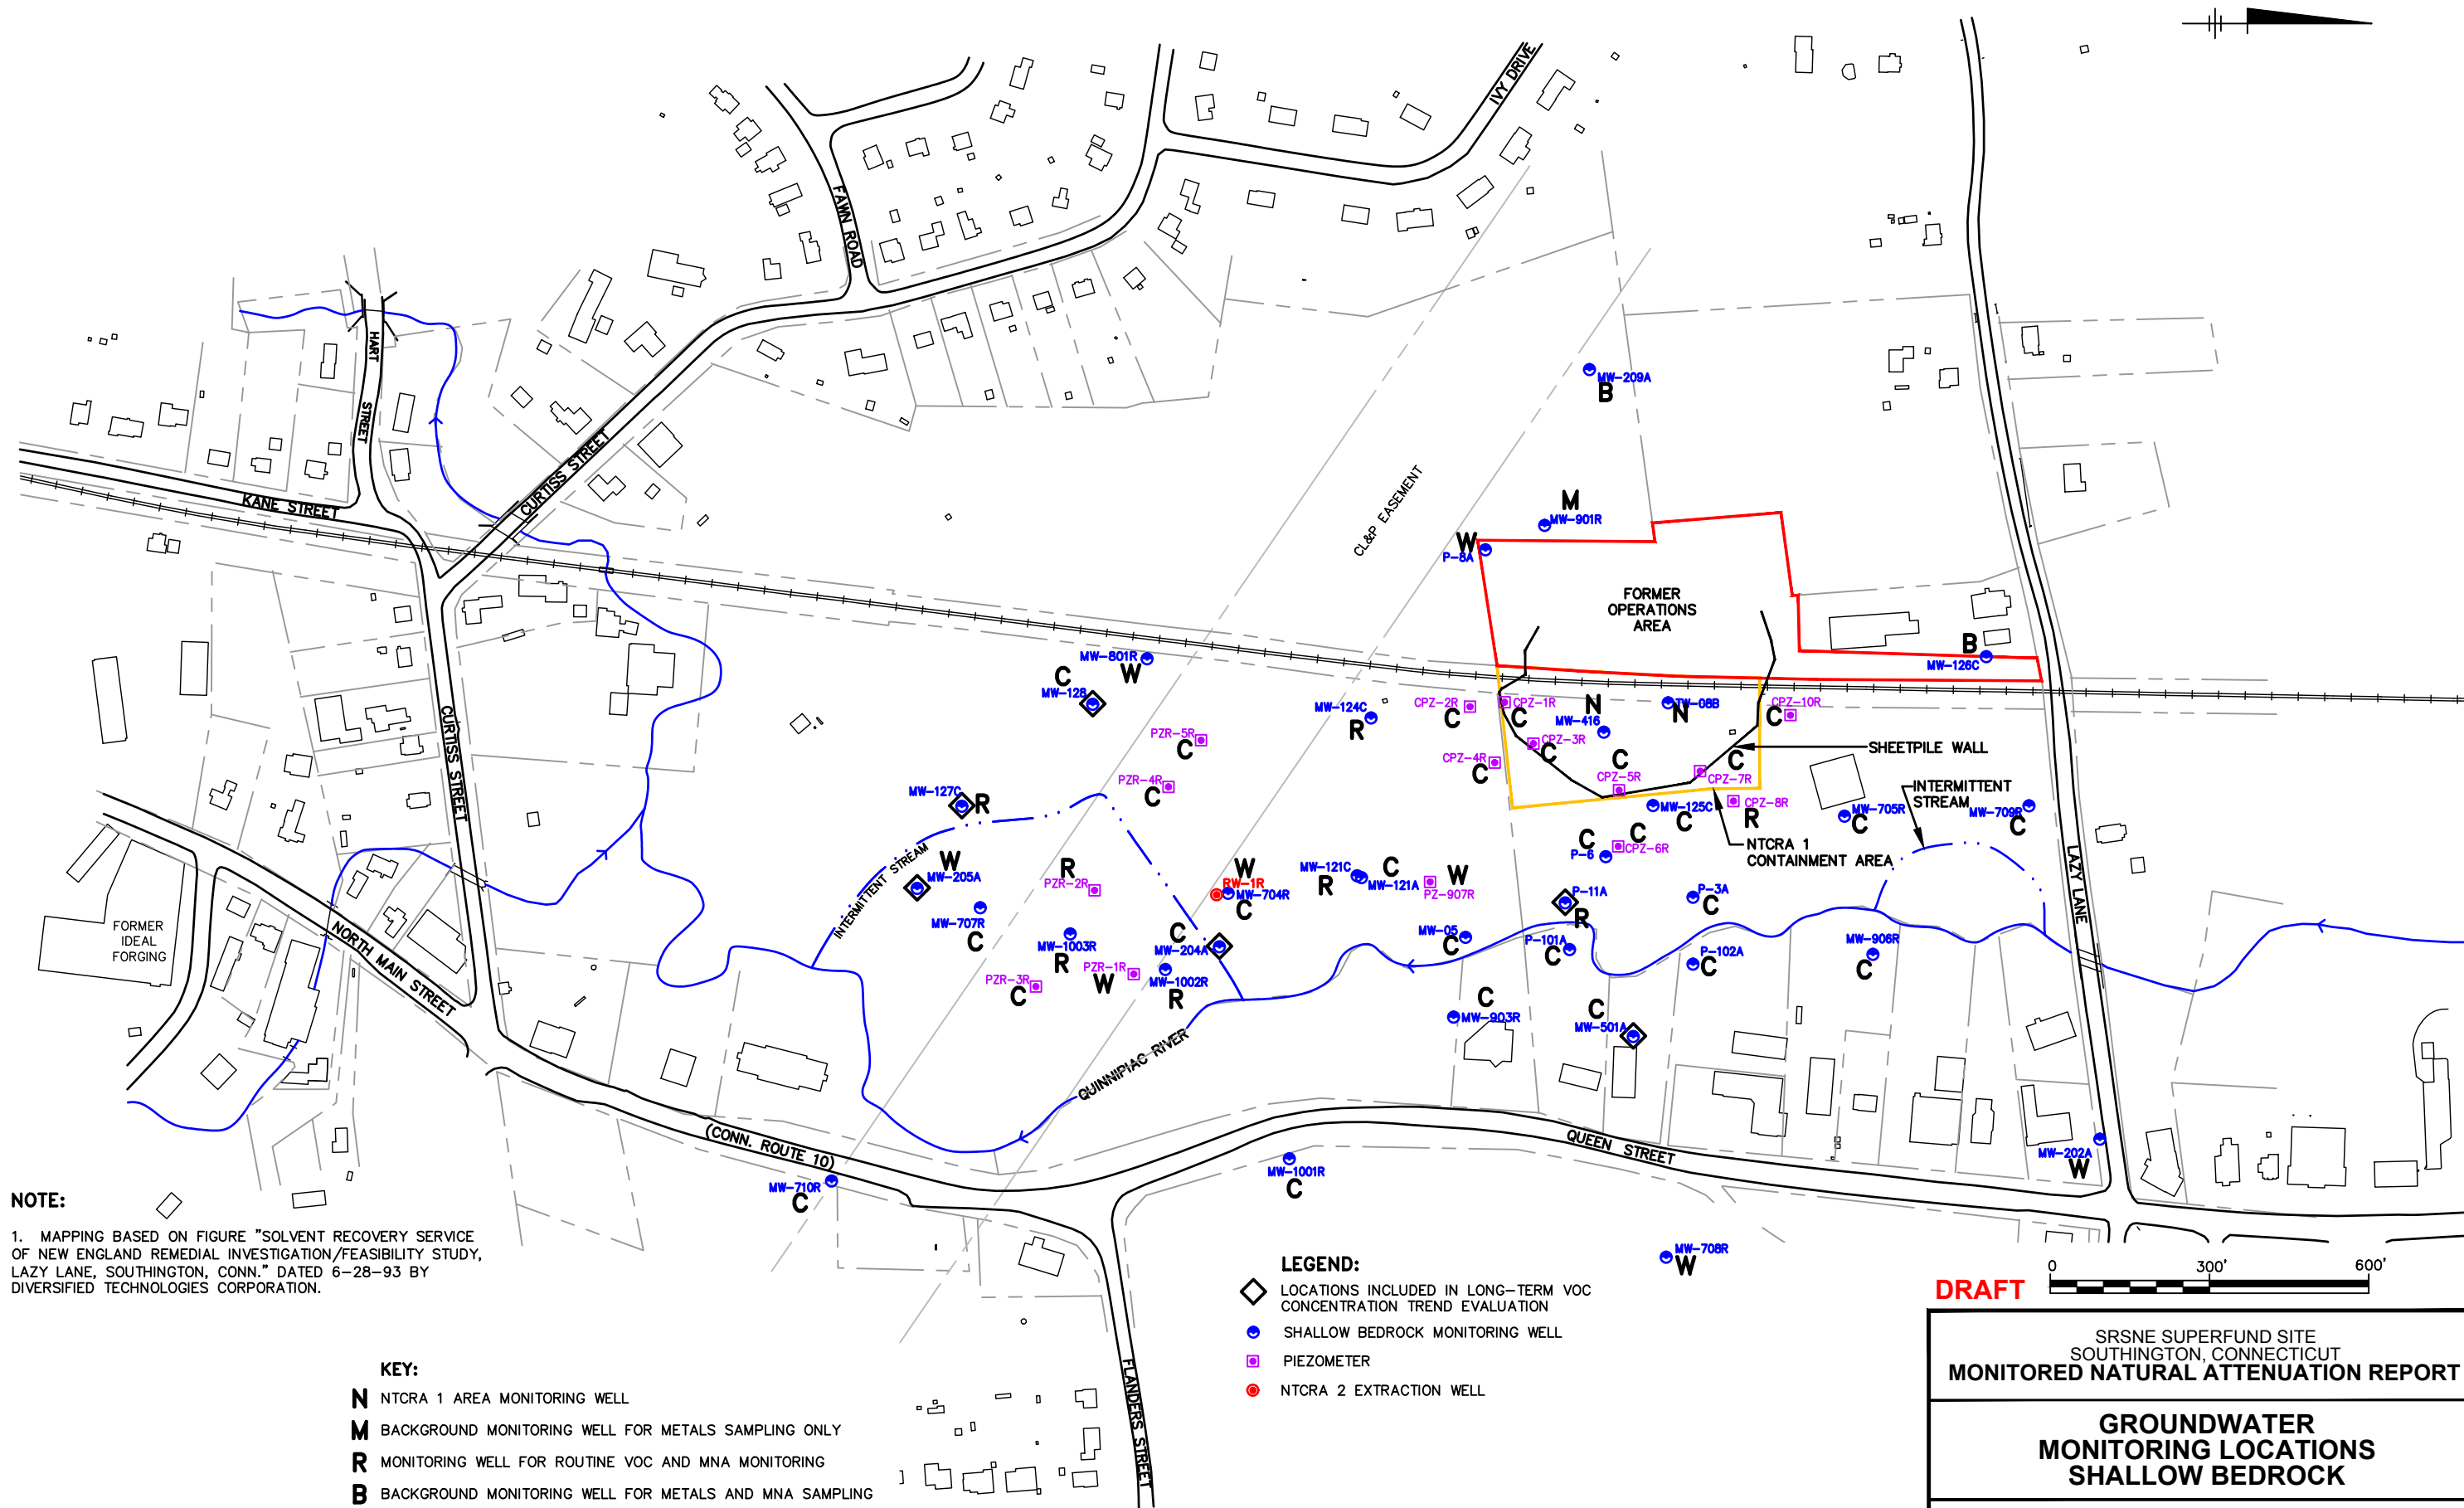 IVY DRIVE
FAWN ROAD
HART
STREET
CURTISS STREET
KANE STREET
CL&P EASEMENT
MW-209A
B
M
MW-901R
W
P-8A
FORMER
OPERATIONS
AREA
B
MW-126C
MW-801R
W
C
MW-128
MW-124C
R
CPZ-2R
C
CPZ-1R
C
N
MW-416
TW-08B
N
CPZ-10R
C
PZR-5R
C
CPZ-3R
C
CPZ-4R
C
C
CPZ-5R
C
CPZ-7R
SHEETPILE WALL
PZR-4R
C
CURTISS STREET
MW-127C
R
MW-125C
C
CPZ-8R
R
INTERMITTENT
STREAM
MW-705R
C
MW-709R
C
NTCRA 1
CONTAINMENT AREA
C
P-6
C
CPZ-6R
LAZY LANE
INTERMITTENT STREAM
W
MW-205A
R
PZR-2R
W
RW-1R
MW-704R
C
MW-121C
R
C
MW-121A
W
PZ-907R
P-11A
R
P-3A
C
MW-707R
C
MW-1003R
R
C
MW-204A
MW-05
C
P-101A
C
P-102A
C
MW-906R
C
FORMER
IDEAL
FORGING
NORTH MAIN STREET
PZR-3R
C
PZR-1R
W
MW-1002R
R
C
MW-903R
C
MW-501A
QUINNIPIAC RIVER
(CONN. ROUTE 10)
QUEEN STREET
MW-202A
W
MW-710R
C
MW-1001R
C
MW-708R
W
FLANDERS STREET
NOTE:
1. MAPPING BASED ON FIGURE "SOLVENT RECOVERY SERVICE
OF NEW ENGLAND REMEDIAL INVESTIGATION/FEASIBILITY STUDY,
LAZY LANE, SOUTHINGTON, CONN." DATED 6-28-93 BY
DIVERSIFIED TECHNOLOGIES CORPORATION.
KEY:
N NTCRA 1 AREA MONITORING WELL
M BACKGROUND MONITORING WELL FOR METALS SAMPLING ONLY
R MONITORING WELL FOR ROUTINE VOC AND MNA MONITORING
B BACKGROUND MONITORING WELL FOR METALS AND MNA SAMPLING
LEGEND:
LOCATIONS INCLUDED IN LONG-TERM VOC
CONCENTRATION TREND EVALUATION
SHALLOW BEDROCK MONITORING WELL
PIEZOMETER
NTCRA 2 EXTRACTION WELL
DRAFT
0 300' 600'
SRSNE SUPERFUND SITE
SOUTHINGTON, CONNECTICUT
MONITORED NATURAL ATTENUATION REPORT
GROUNDWATER
MONITORING LOCATIONS
SHALLOW BEDROCK